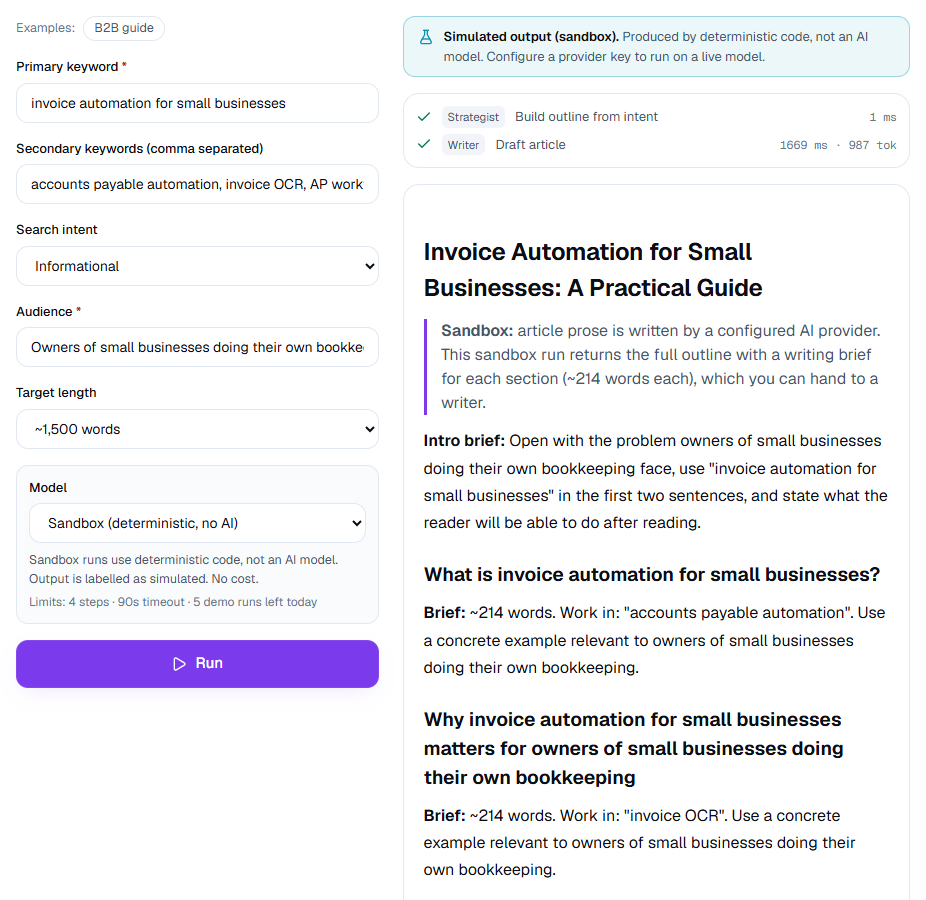 Examples: B2B guide
Primary keyword *
invoice automation for small businesses
Secondary keywords (comma separated)
accounts payable automation, invoice OCR, AP work
Search intent
Informational
Audience *
Owners of small businesses doing their own bookke
Target length
~1,500 words
Model
Sandbox (deterministic, no AI)
Sandbox runs use deterministic code, not an AI model.
Output is labelled as simulated. No cost.
Limits: 4 steps · 90s timeout · 5 demo runs left today
Run
Simulated output (sandbox). Produced by deterministic code, not an AI
model. Configure a provider key to run on a live model.
Strategist Build outline from intent 1 ms
Writer Draft article 1669 ms · 987 tok
Invoice Automation for Small
Businesses: A Practical Guide
Sandbox: article prose is written by a configured AI provider.
This sandbox run returns the full outline with a writing brief
for each section (~214 words each), which you can hand to a
writer.
Intro brief: Open with the problem owners of small businesses
doing their own bookkeeping face, use "invoice automation for
small businesses" in the first two sentences, and state what the
reader will be able to do after reading.
What is invoice automation for small businesses?
Brief: ~214 words. Work in: "accounts payable automation". Use
a concrete example relevant to owners of small businesses
doing their own bookkeeping.
Why invoice automation for small businesses
matters for owners of small businesses doing
their own bookkeeping
Brief: ~214 words. Work in: "invoice OCR". Use a concrete
example relevant to owners of small businesses doing their
own bookkeeping.